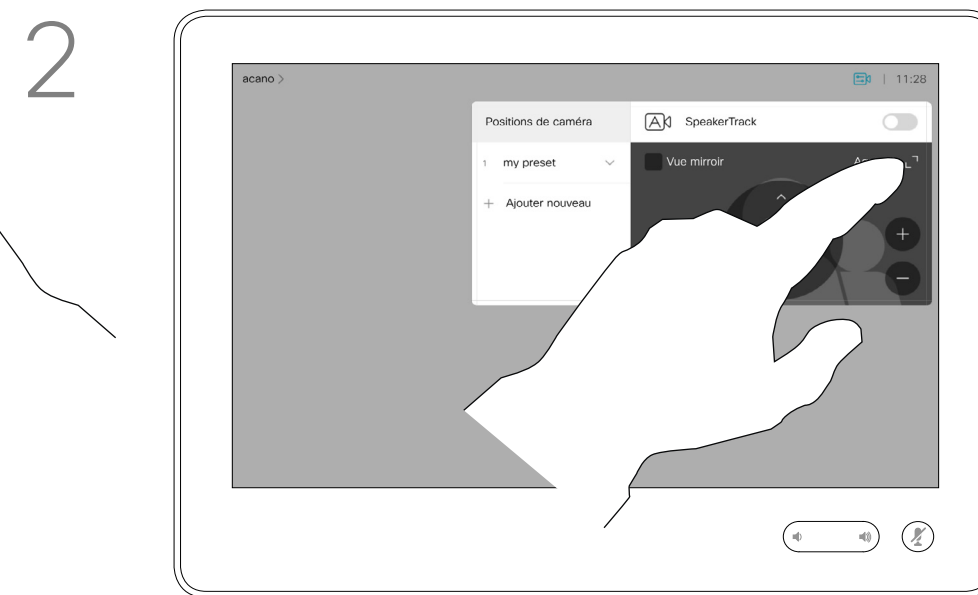 2
acano >
11:28
Positions de caméra
SpeakerTrack
1 my preset
Vue mirroir
+ Ajouter nouveau